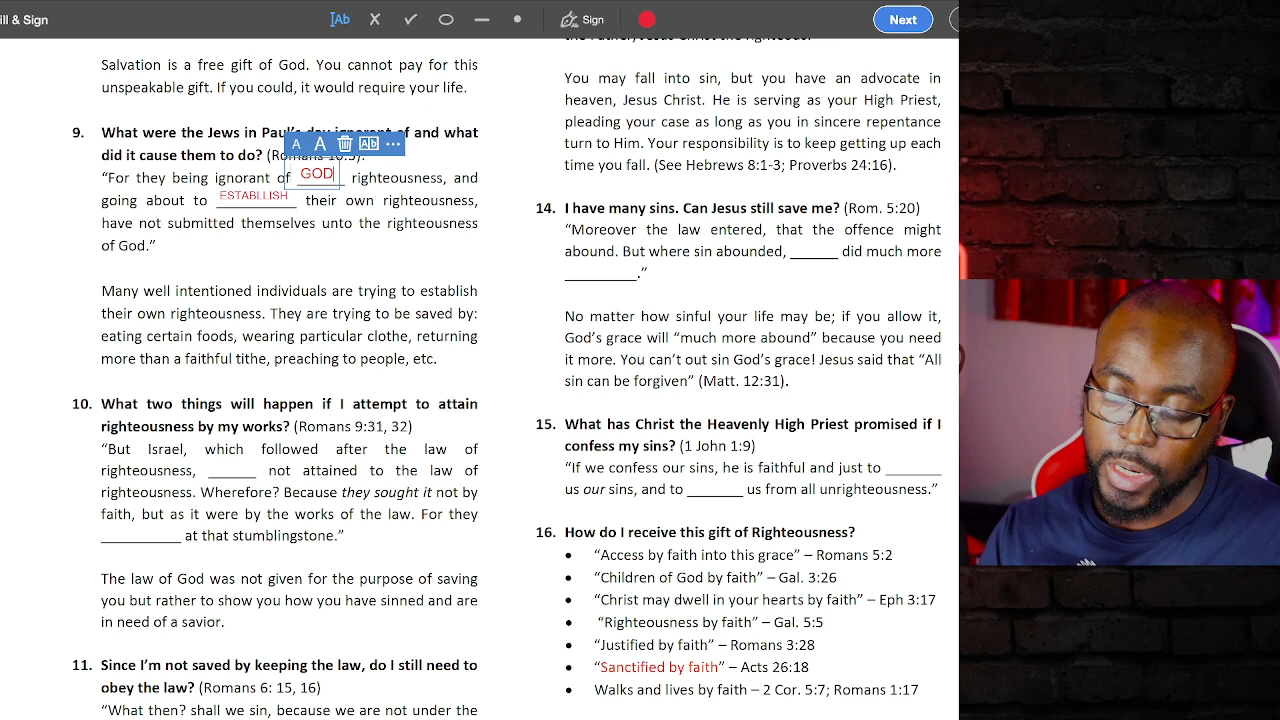 ill & Sign
Ab
Sign
Next
Salvation is a free gift of God. You cannot pay for this
unspeakable gift. If you could, it would require your life.
9. What were the Jews in Paul's day ignorant of and what
did it cause them to do? (Romans 10:3).
A A Ab
"For they being ignorant of GOD righteousness, and
going about to ESTABLLISH their own righteousness,
have not submitted themselves unto the righteousness
of God."
Many well intentioned individuals are trying to establish
their own righteousness. They are trying to be saved by:
eating certain foods, wearing particular clothe, returning
more than a faithful tithe, preaching to people, etc.
10. What two things will happen if I attempt to attain
righteousness by my works? (Romans 9:31, 32)
"But Israel, which followed after the law of
righteousness, ______ not attained to the law of
righteousness. Wherefore? Because they sought it not by
faith, but as it were by the works of the law. For they
__________ at that stumblingstone."
The law of God was not given for the purpose of saving
you but rather to show you how you have sinned and are
in need of a savior.
11. Since I'm not saved by keeping the law, do I still need to
obey the law? (Romans 6: 15, 16)
"What then? shall we sin, because we are not under the
the Father, Jesus Christ the righteous.
You may fall into sin, but you have an advocate in
heaven, Jesus Christ. He is serving as your High Priest,
pleading your case as long as you in sincere repentance
turn to Him. Your responsibility is to keep getting up each
time you fall. (See Hebrews 8:1-3; Proverbs 24:16).
14. I have many sins. Can Jesus still save me? (Rom. 5:20)
"Moreover the law entered, that the offence might
abound. But where sin abounded, ______ did much more
_________."
No matter how sinful your life may be; if you allow it,
God's grace will "much more abound" because you need
it more. You can't out sin God's grace! Jesus said that "All
sin can be forgiven" (Matt. 12:31).
15. What has Christ the Heavenly High Priest promised if I
confess my sins? (1 John 1:9)
"If we confess our sins, he is faithful and just to _______
us our sins, and to _______ us from all unrighteousness."
16. How do I receive this gift of Righteousness?
• "Access by faith into this grace" – Romans 5:2
• "Children of God by faith" – Gal. 3:26
• "Christ may dwell in your hearts by faith" – Eph 3:17
• "Righteousness by faith" – Gal. 5:5
• "Justified by faith" – Romans 3:28
• "Sanctified by faith" – Acts 26:18
• Walks and lives by faith – 2 Cor. 5:7; Romans 1:17